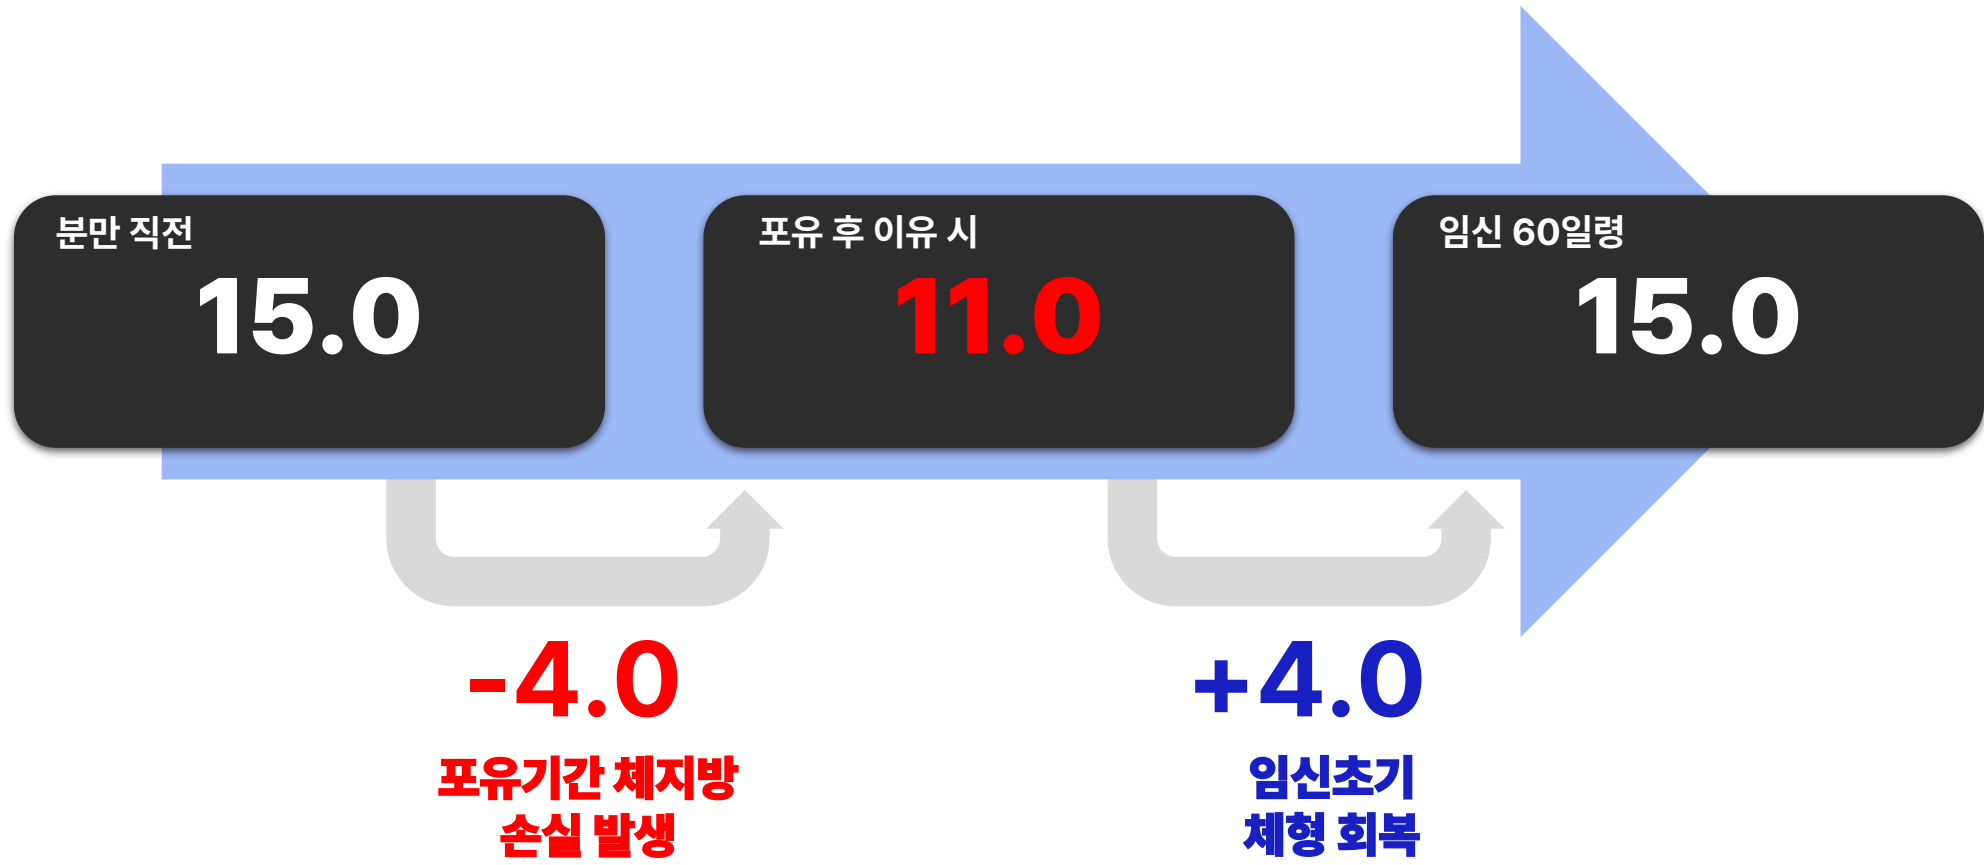 분만 직전
15.0
포유 후 이유 시
11.0
임신 60일령
15.0
-4.0
포유기간 체지방
손실 발생
+4.0
임신초기
체형 회복